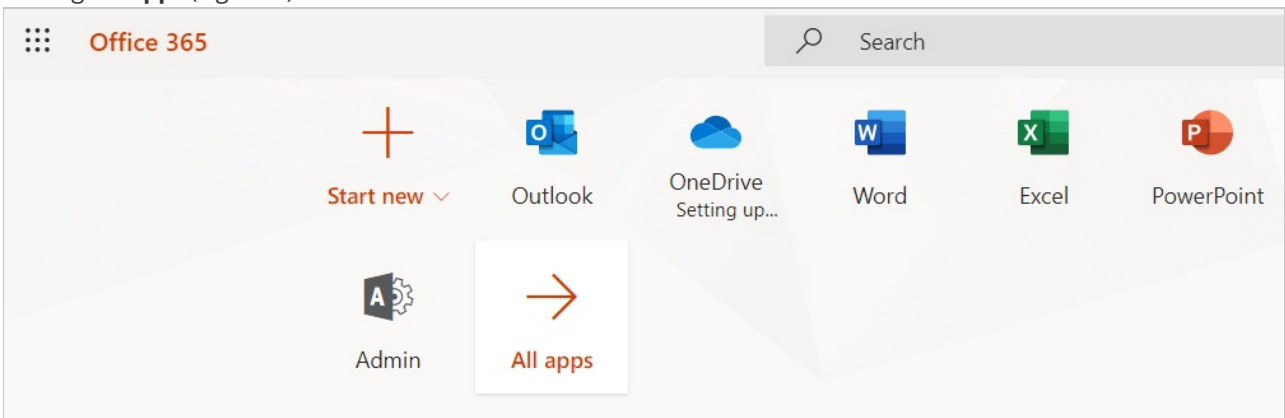 Office 365
Search
Start new
Outlook
OneDrive
Setting up...
Word
Excel
PowerPoint
Admin
All apps